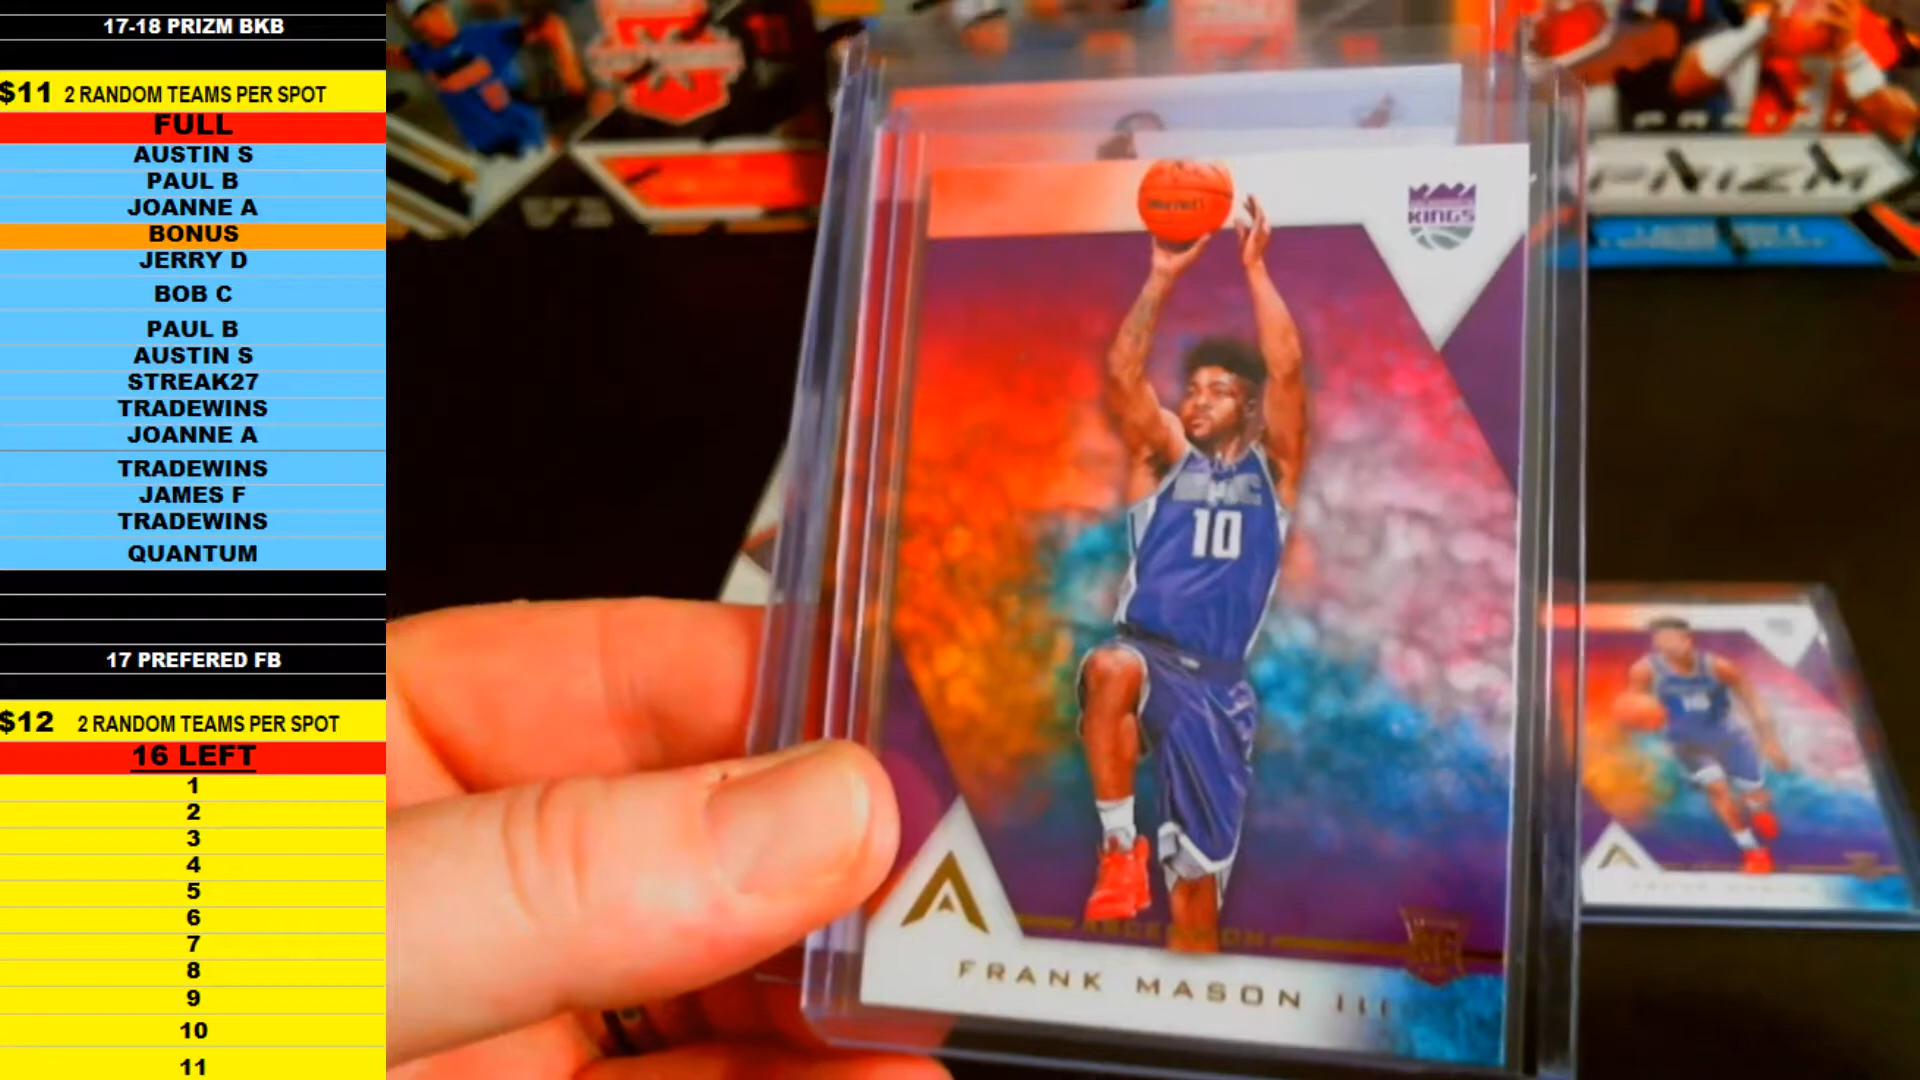 17-18 PRIZM BKB
$11 2 RANDOM TEAMS PER SPOT
FULL
AUSTIN S
PAUL B
JOANNE A
BONUS
JERRY D
BOB C
PAUL B
AUSTIN S
STREAK27
TRADEWINS
JOANNE A
TRADEWINS
JAMES F
TRADEWINS
QUANTUM
17 PREFERED FB
$12 2 RANDOM TEAMS PER SPOT
16 LEFT
1
2
3
4
5
6
7
8
9
10
11
PRIZM
KINGS
10
ASCENSION
FRANK MASON III